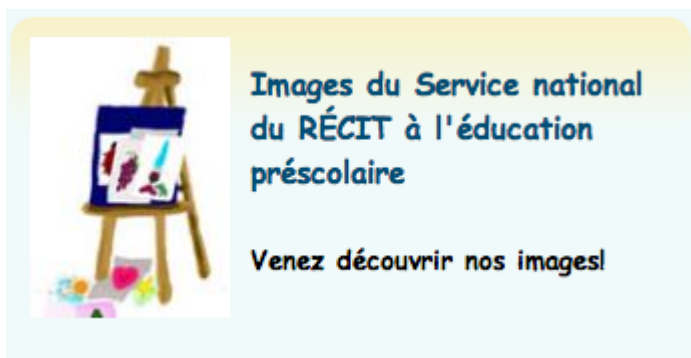 Images du Service national
du RÉCIT à l'éducation
préscolaire
Venez découvrir nos images!